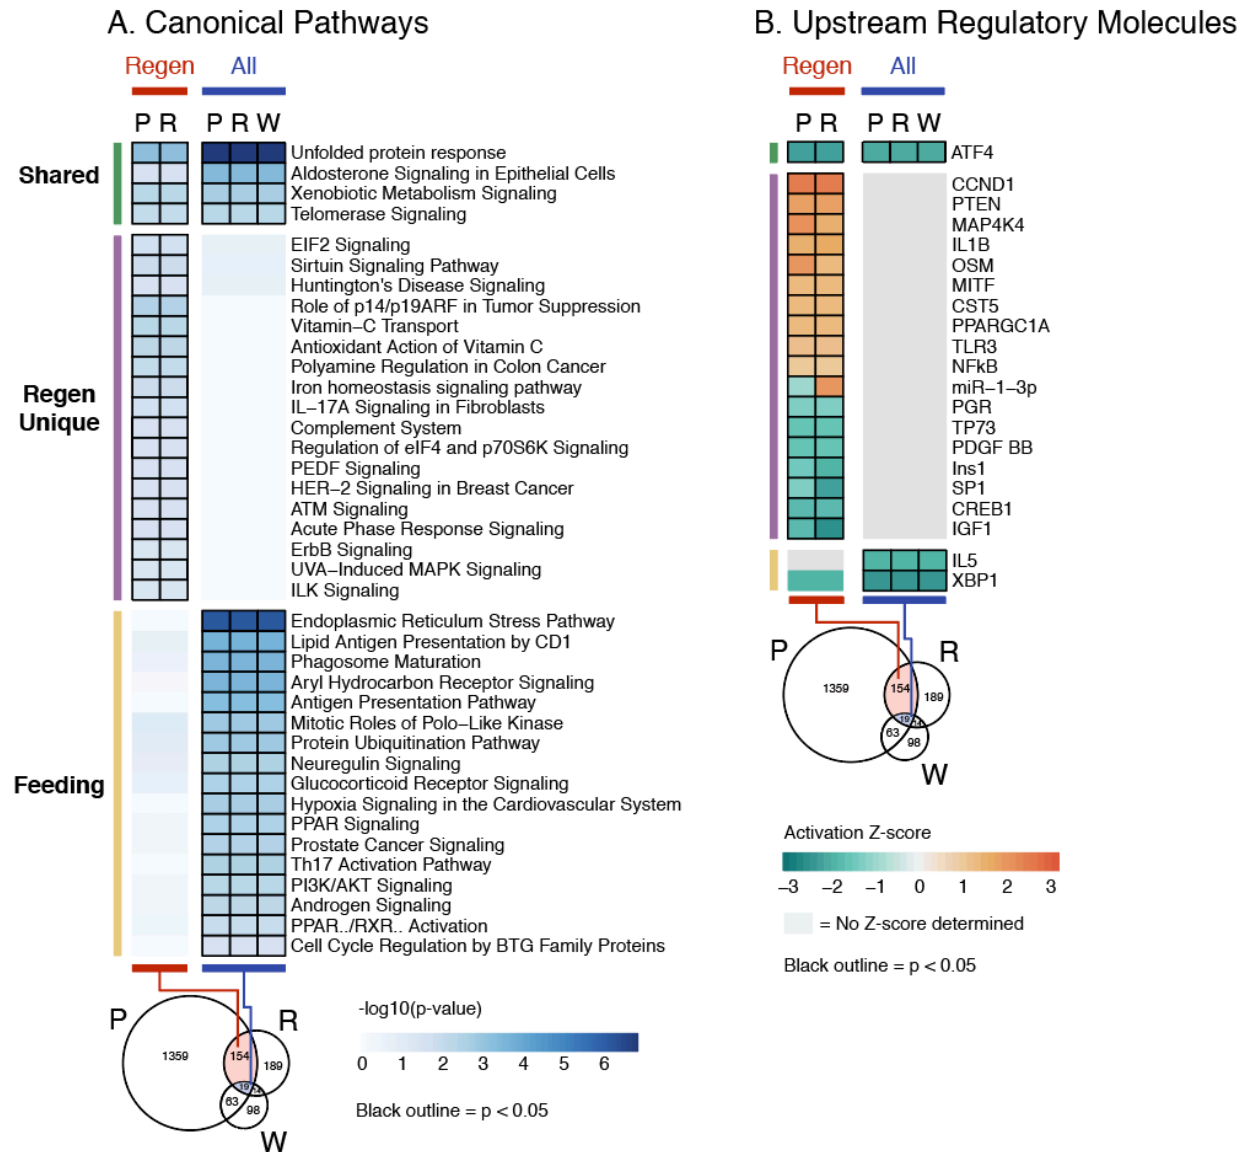 A. Canonical Pathways
Regen All
P R P R W
Shared
Unfolded protein response
Aldosterone Signaling in Epithelial Cells
Xenobiotic Metabolism Signaling
Telomerase Signaling
Regen
Unique
EIF2 Signaling
Sirtuin Signaling Pathway
Huntington's Disease Signaling
Role of p14/p19ARF in Tumor Suppression
Vitamin−C Transport
Antioxidant Action of Vitamin C
Polyamine Regulation in Colon Cancer
Iron homeostasis signaling pathway
IL−17A Signaling in Fibroblasts
Complement System
Regulation of eIF4 and p70S6K Signaling
PEDF Signaling
HER−2 Signaling in Breast Cancer
ATM Signaling
Acute Phase Response Signaling
ErbB Signaling
UVA−Induced MAPK Signaling
ILK Signaling
Feeding
Endoplasmic Reticulum Stress Pathway
Lipid Antigen Presentation by CD1
Phagosome Maturation
Aryl Hydrocarbon Receptor Signaling
Antigen Presentation Pathway
Mitotic Roles of Polo−Like Kinase
Protein Ubiquitination Pathway
Neuregulin Signaling
Glucocorticoid Receptor Signaling
Hypoxia Signaling in the Cardiovascular System
PPAR Signaling
Prostate Cancer Signaling
Th17 Activation Pathway
PI3K/AKT Signaling
Androgen Signaling
PPAR../RXR.. Activation
Cell Cycle Regulation by BTG Family Proteins
P
R
1359
154
189
19
14
63
98
W
-log10(p-value)
0 1 2 3 4 5 6
Black outline = p < 0.05
B. Upstream Regulatory Molecules
Regen All
P R P R W
ATF4
CCND1
PTEN
MAP4K4
IL1B
OSM
MITF
CST5
PPARGC1A
TLR3
NFkB
miR−1−3p
PGR
TP73
PDGF BB
Ins1
SP1
CREB1
IGF1
IL5
XBP1
P
R
1359
154
189
19
14
63
98
W
Activation Z-score
−3 −2 −1 0 1 2 3
= No Z-score determined
Black outline = p < 0.05